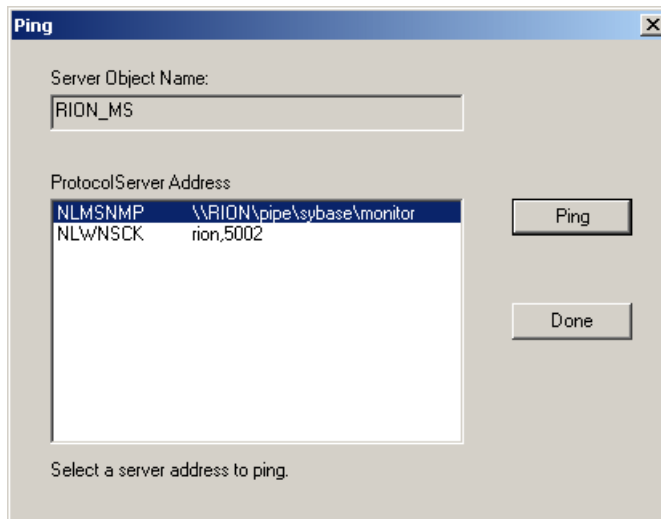 Ping
Server Object Name:
RION_MS
ProtocolServer Address
NLMSNMP \\RION\pipe\sybase\monitor
NLWNSCK rion,5002
Ping
Done
Select a server address to ping.